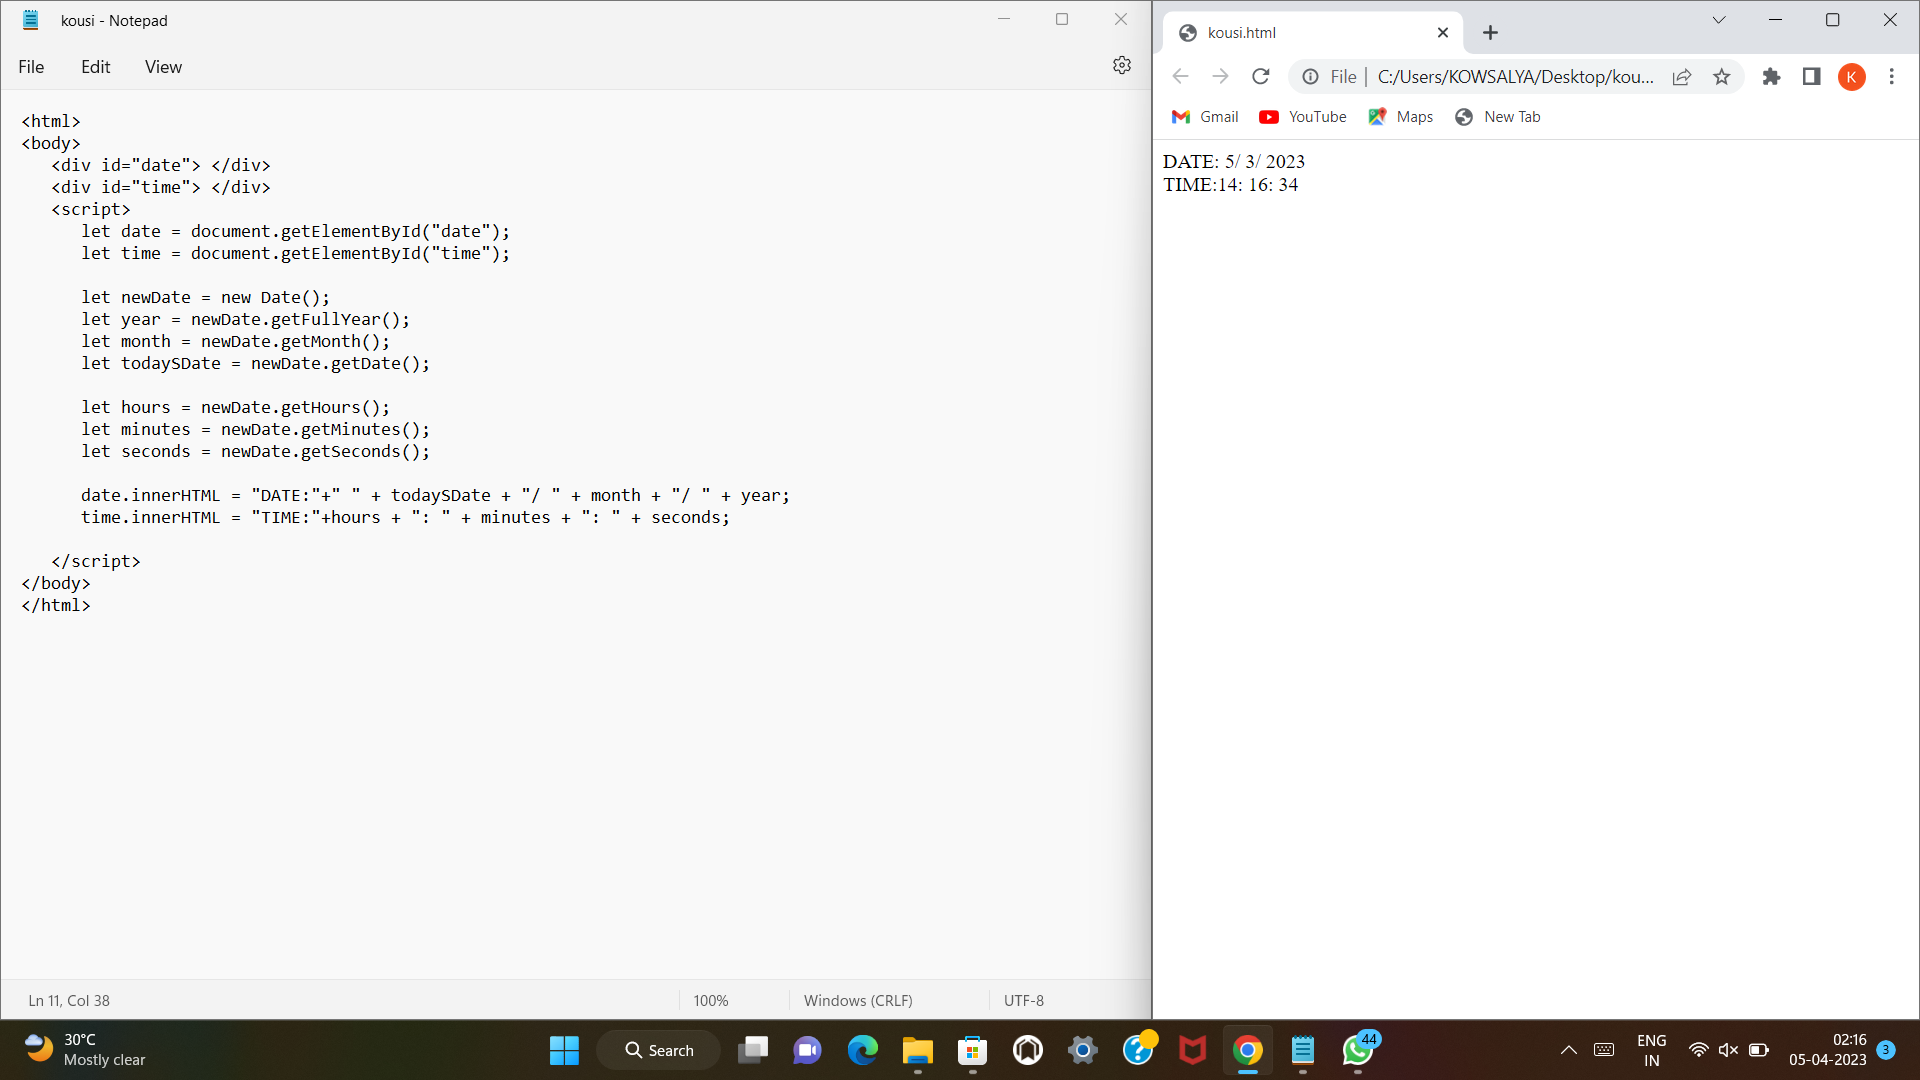 kousi - Notepad
File Edit View
<html>
<body>
   <div id="date"> </div>
   <div id="time"> </div>
   <script>
      let date = document.getElementById("date");
      let time = document.getElementById("time");

      let newDate = new Date();
      let year = newDate.getFullYear();
      let month = newDate.getMonth();
      let todaySDate = newDate.getDate();

      let hours = newDate.getHours();
      let minutes = newDate.getMinutes();
      let seconds = newDate.getSeconds();

      date.innerHTML = "DATE:"+" " + todaySDate + "/ " + month + "/ " + year;
      time.innerHTML = "TIME:"+hours + ": " + minutes + ": " + seconds;

   </script>
</body>
</html>
Ln 11, Col 38 100% Windows (CRLF) UTF-8
kousi.html
File | C:/Users/KOWSALYA/Desktop/kou... K
Gmail YouTube Maps New Tab
DATE: 5/ 3/ 2023
TIME:14: 16: 34
30°C
Mostly clear
Search
44
ENG
IN
02:16
05-04-2023
3